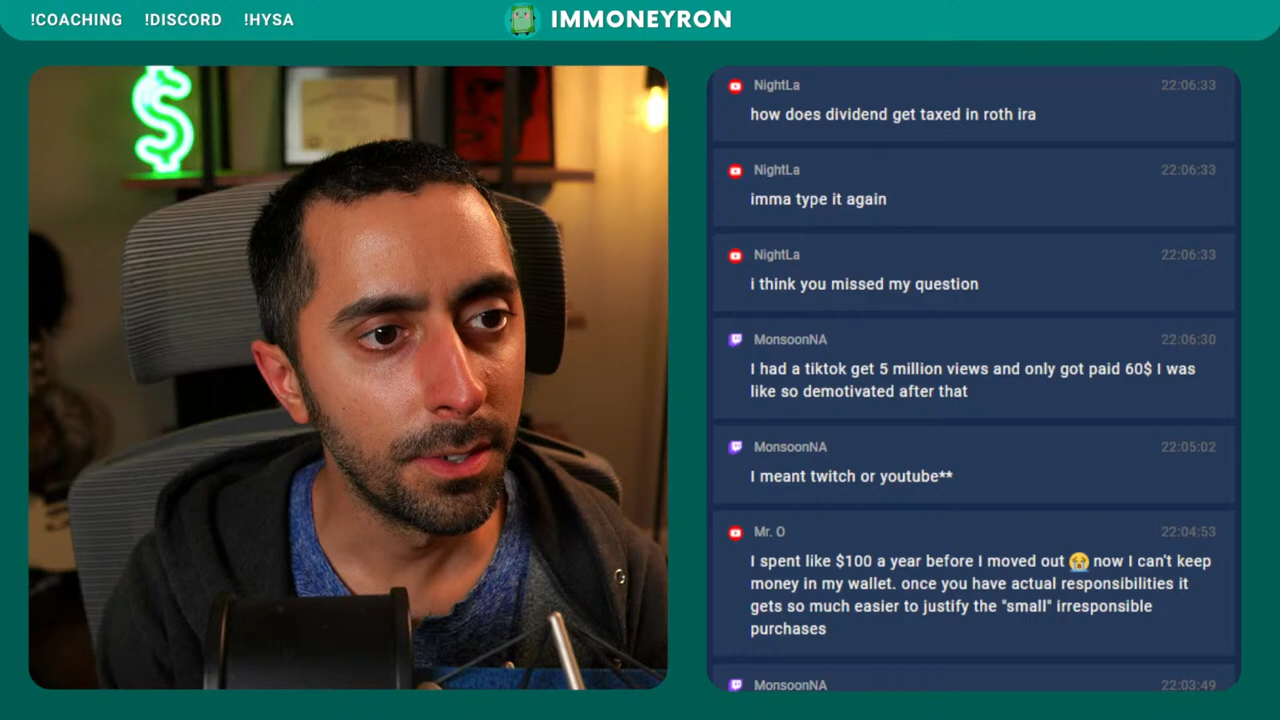 !COACHING !DISCORD !HYSA
IMMONEYRON
NightLa 22:06:33
how does dividend get taxed in roth ira
NightLa 22:06:33
imma type it again
NightLa 22:06:33
i think you missed my question
MonsoonNA 22:06:30
I had a tiktok get 5 million views and only got paid 60$ I was
like so demotivated after that
MonsoonNA 22:05:02
I meant twitch or youtube**
Mr. O 22:04:53
I spent like $100 a year before I moved out 😭 now I can't keep
money in my wallet. once you have actual responsibilities it
gets so much easier to justify the "small" irresponsible
purchases
MonsoonNA 22:03:49